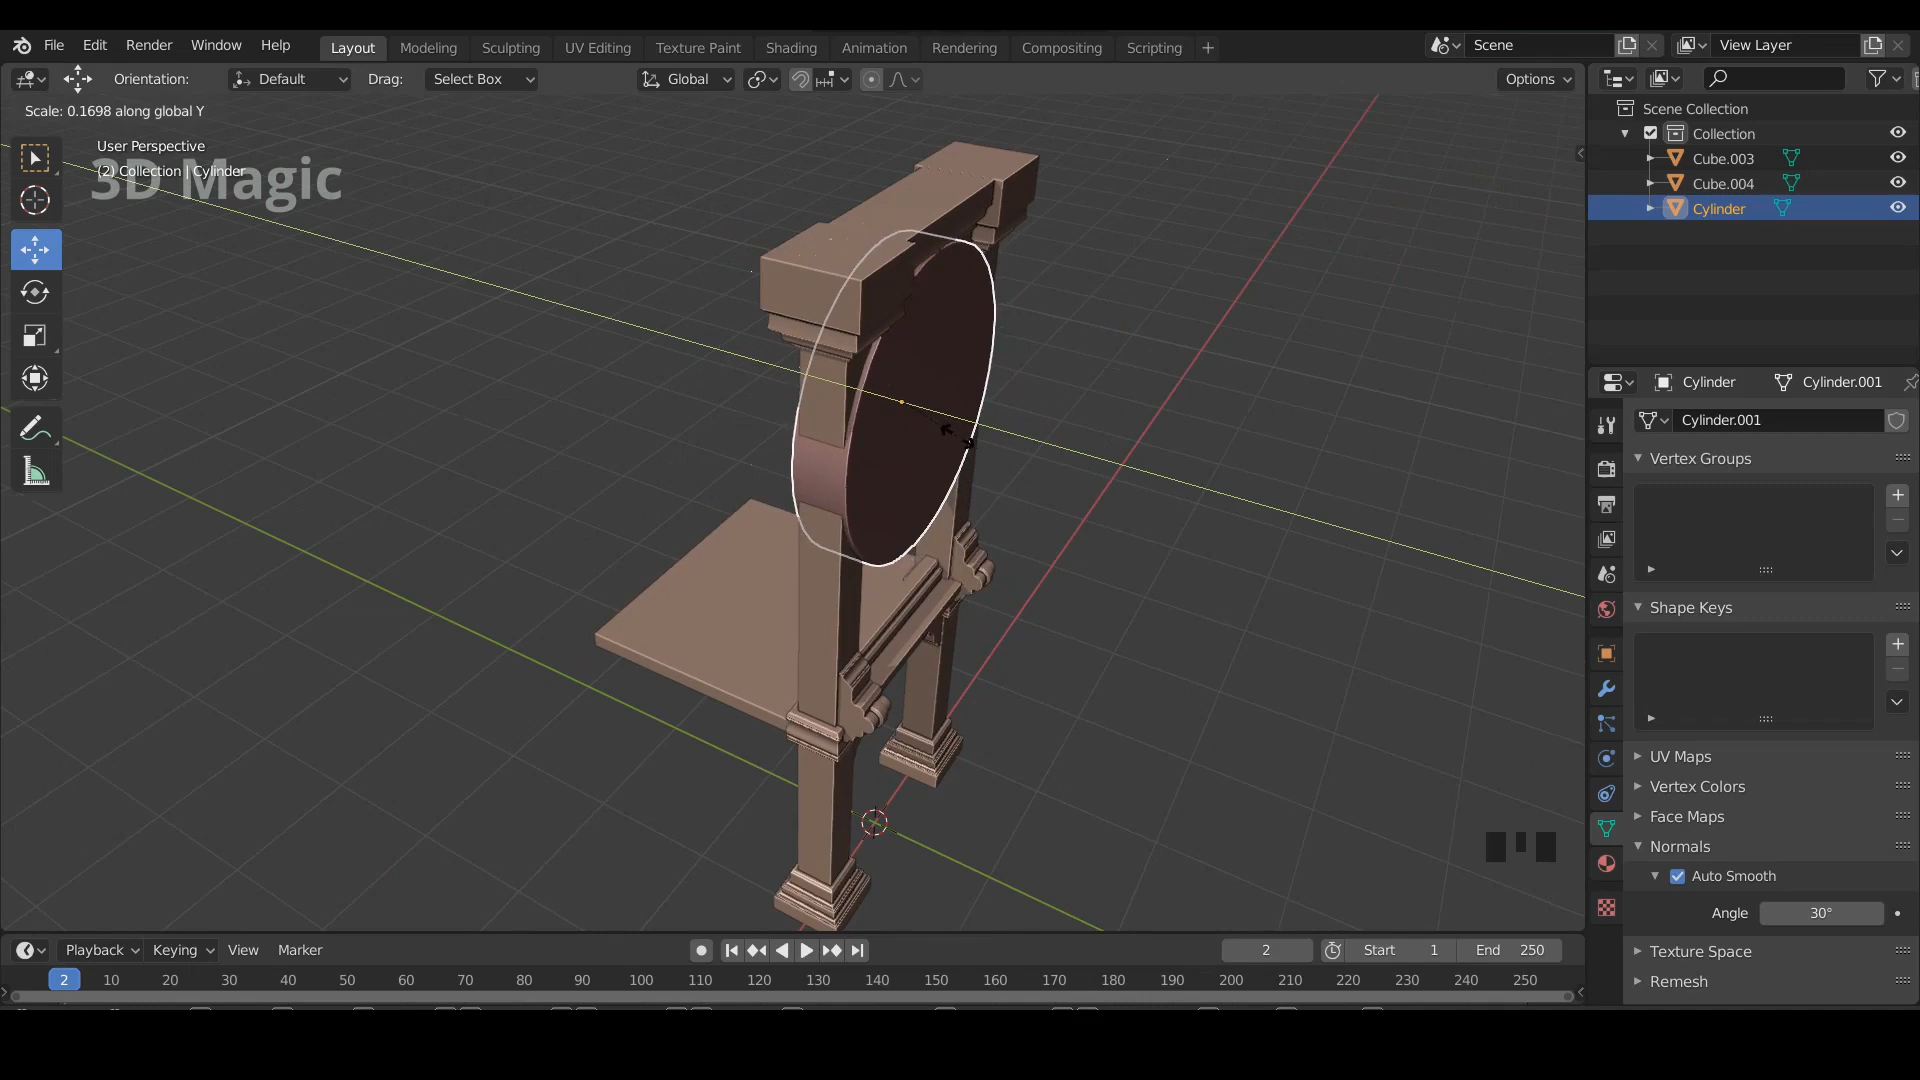 File Edit Render Window Help Layout Modeling Sculpting UV Editing Texture Paint Shading Animation Rendering Compositing Scripting + Scene View Layer
Orientation: Default Drag: Select Box Global Options
Scale: 0.1698 along global Y
User Perspective
(2) Collection | Cylinder
3D Magic
Scene Collection
Collection
Cube.003
Cube.004
Cylinder
Cylinder Cylinder.001
Cylinder.001
Vertex Groups
Shape Keys
UV Maps
Vertex Colors
Face Maps
Normals
Auto Smooth
Angle 30°
Texture Space
Remesh
Playback Keying View Marker 2 Start 1 End 250
2 10 20 30 40 50 60 70 80 90 100 110 120 130 140 150 160 170 180 190 200 210 220 230 240 250